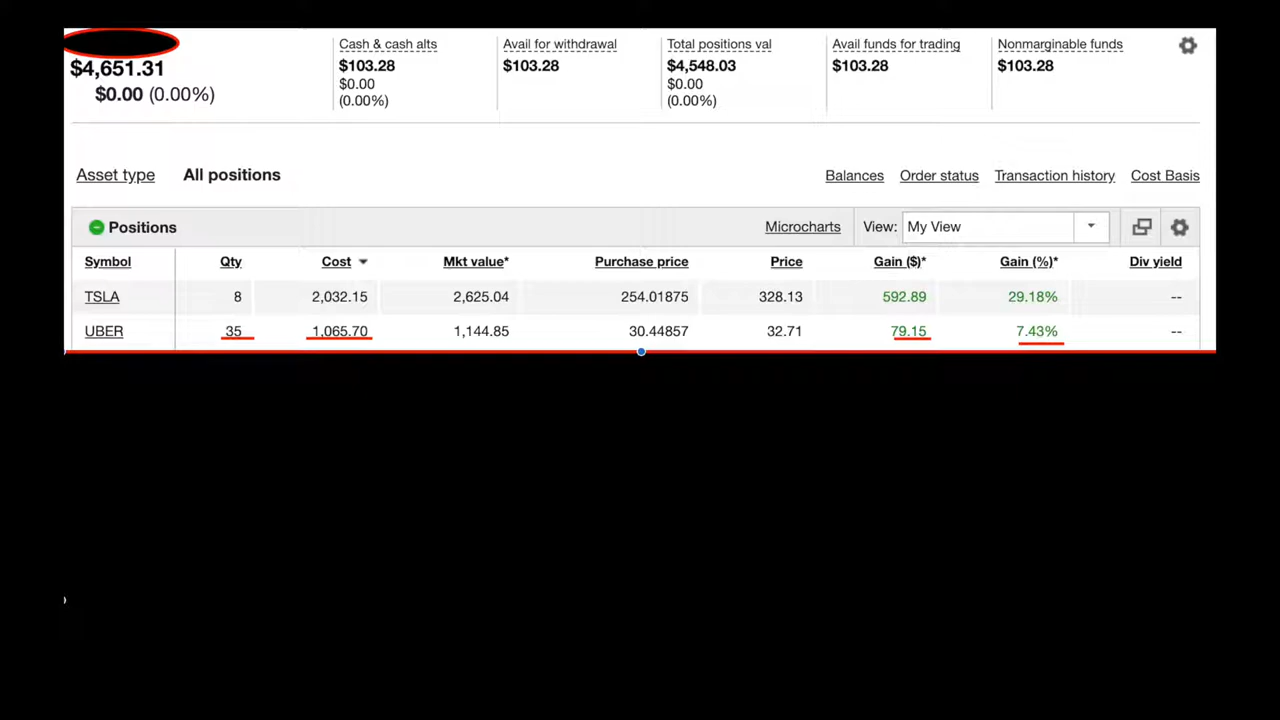 $4,651.31
$0.00 (0.00%)
Cash & cash alts
$103.28
$0.00
(0.00%)
Avail for withdrawal
$103.28
Total positions val
$4,548.03
$0.00
(0.00%)
Avail funds for trading
$103.28
Nonmarginable funds
$103.28
Asset type All positions Balances Order status Transaction history Cost Basis
Positions Microcharts View: My View
Symbol Qty Cost Mkt value* Purchase price Price Gain ($)* Gain (%)* Div yield
TSLA 8 2,032.15 2,625.04 254.01875 328.13 592.89 29.18% --
UBER 35 1,065.70 1,144.85 30.44857 32.71 79.15 7.43% --